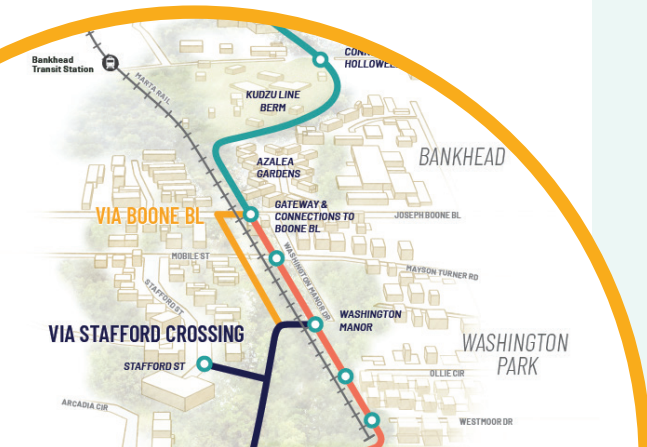 Bankhead
Transit Station
MARTA RAIL
KUDZU LINE
BERM
AZALEA
GARDENS
BANKHEAD
VIA BOONE BL
GATEWAY &
CONNECTIONS TO
BOONE BL
JOSEPH BOONE BL
MOBILE ST
WASHINGTON MANOR DR
MAYSON TURNER RD
STAFFORD ST
WASHINGTON
MANOR
VIA STAFFORD CROSSING
WASHINGTON
PARK
STAFFORD ST
OLLIE CIR
ARCADIA CIR
WESTMOOR DR